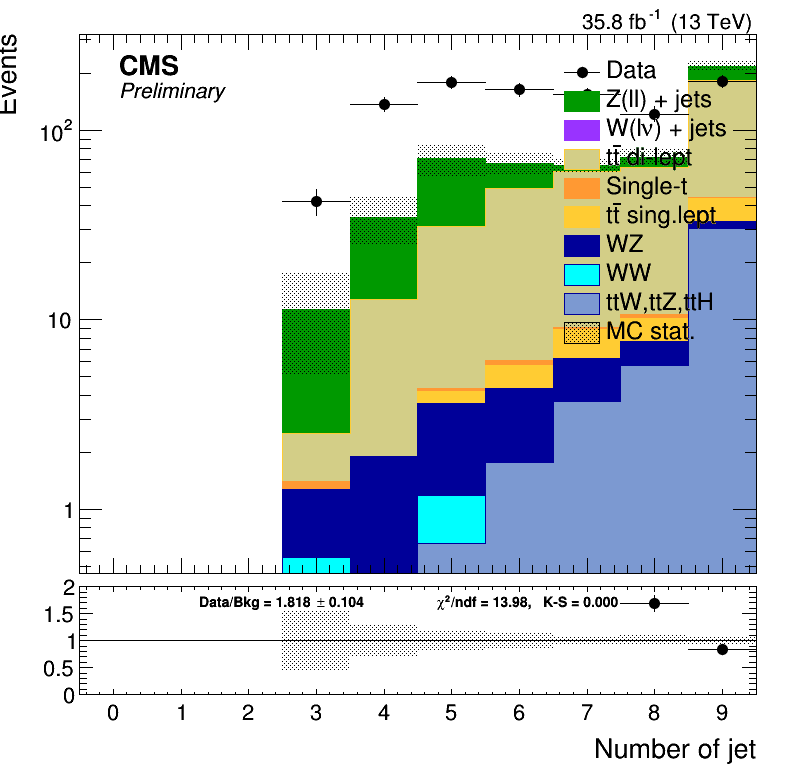 35.8 fb⁻¹ (13 TeV)
Events
CMS
Preliminary
Data
Z(ll) + jets
W(lν) + jets
tt̄ di-lept
Single-t
tt̄ sing.lept
WZ
WW
ttW,ttZ,ttH
MC stat.
10²
10
1
Data/Bkg = 1.818 ± 0.104
χ²/ndf = 13.98, K-S = 0.000
2
1.5
1
0.5
0
0 1 2 3 4 5 6 7 8 9
Number of jet